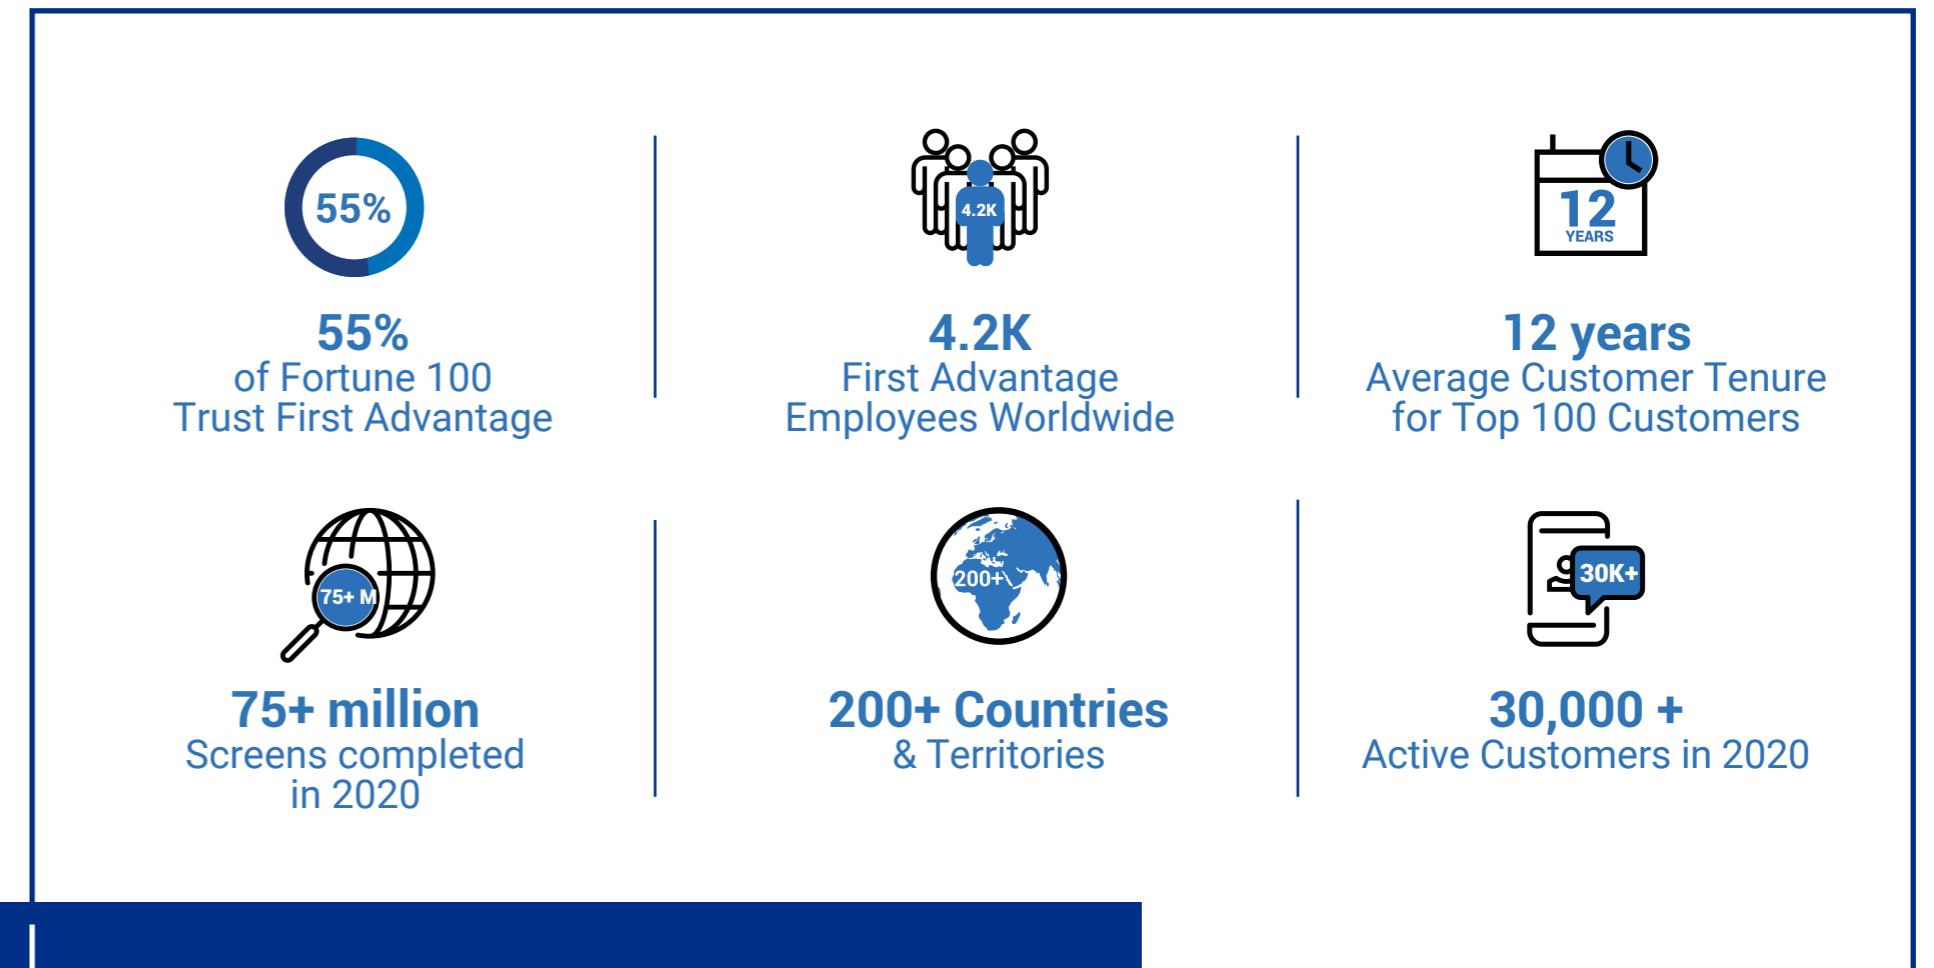 55%
55%
of Fortune 100
Trust First Advantage
4.2K
4.2K
First Advantage
Employees Worldwide
12
YEARS
12 years
Average Customer Tenure
for Top 100 Customers
75+ M
75+ million
Screens completed
in 2020
200+
200+ Countries
& Territories
30K+
30,000 +
Active Customers in 2020